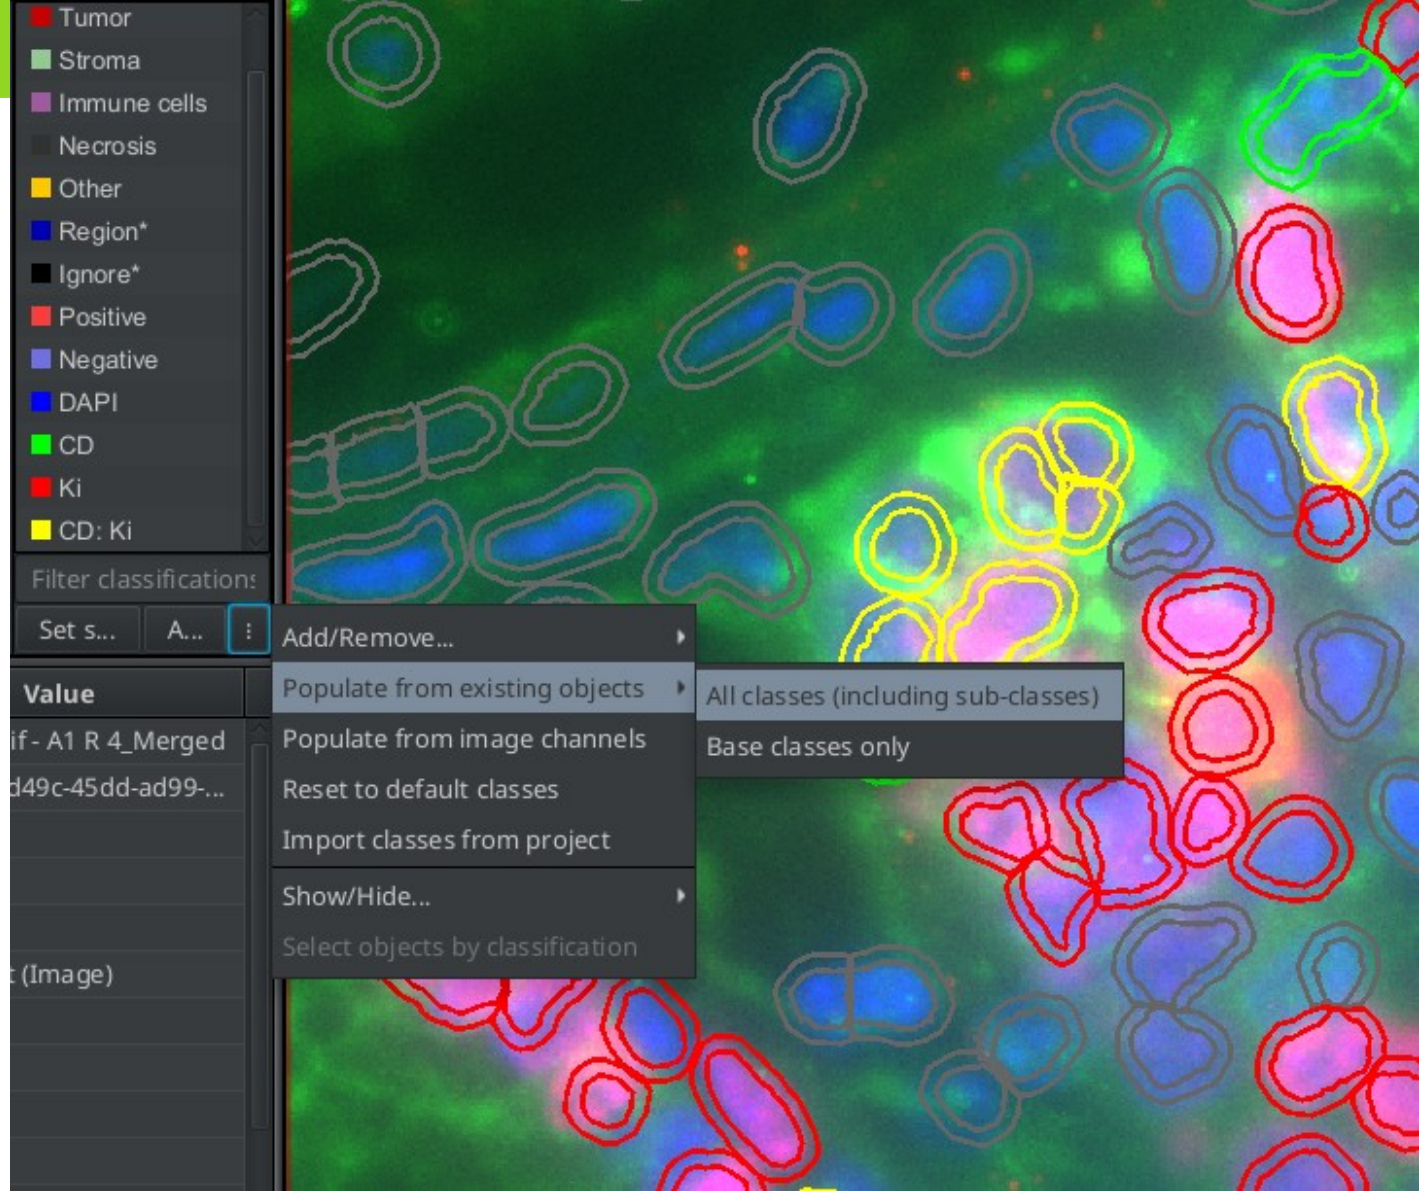 Tumor
Stroma
Immune cells
Necrosis
Other
Region*
Ignore*
Positive
Negative
DAPI
CD
Ki
CD: Ki
Filter classifications
Set s... A... ⋮
Add/Remove...
Populate from existing objects
Populate from image channels
Reset to default classes
Import classes from project
Show/Hide...
Select objects by classification
All classes (including sub-classes)
Base classes only
Value
if - A1 R 4_Merged
d49c-45dd-ad99-...
t (Image)